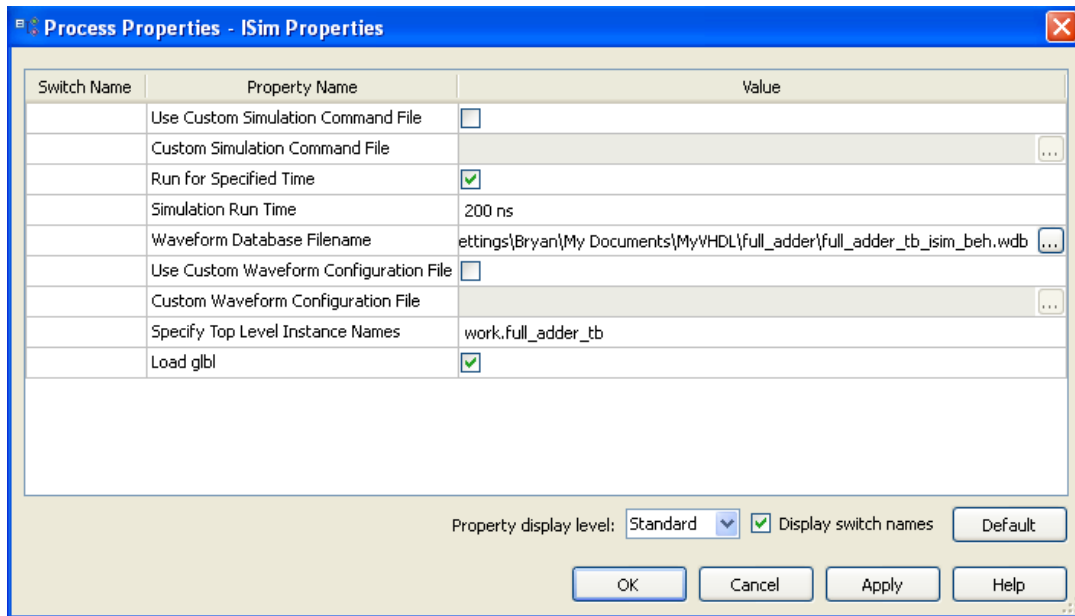 Process Properties - ISim Properties
Switch Name Property Name Value
Use Custom Simulation Command File
Custom Simulation Command File ...
Run for Specified Time
Simulation Run Time 200 ns
Waveform Database Filename ettings\Bryan\My Documents\MyVHDL\full_adder\full_adder_tb_isim_beh.wdb ...
Use Custom Waveform Configuration File
Custom Waveform Configuration File ...
Specify Top Level Instance Names work.full_adder_tb
Load glbl
Property display level: Standard Display switch names Default
OK Cancel Apply Help